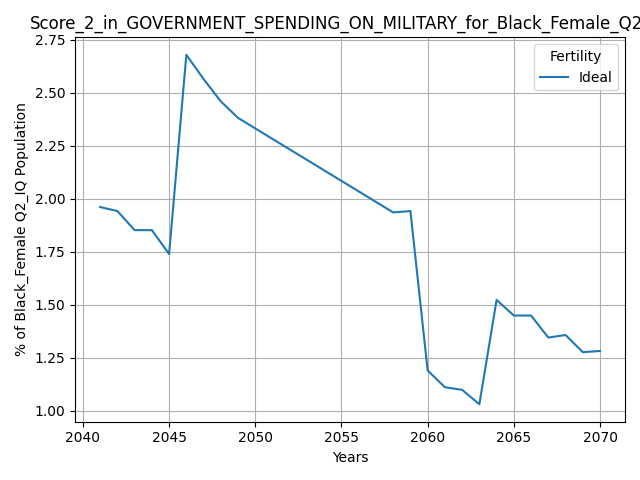 Score_2_in_GOVERNMENT_SPENDING_ON_MILITARY_for_Black_Female_Q2
2.75
2.50
2.25
2.00
1.75
1.50
1.25
1.00
% of Black_Female Q2_IQ Population
Fertility
Ideal
2040 2045 2050 2055 2060 2065 2070
Years